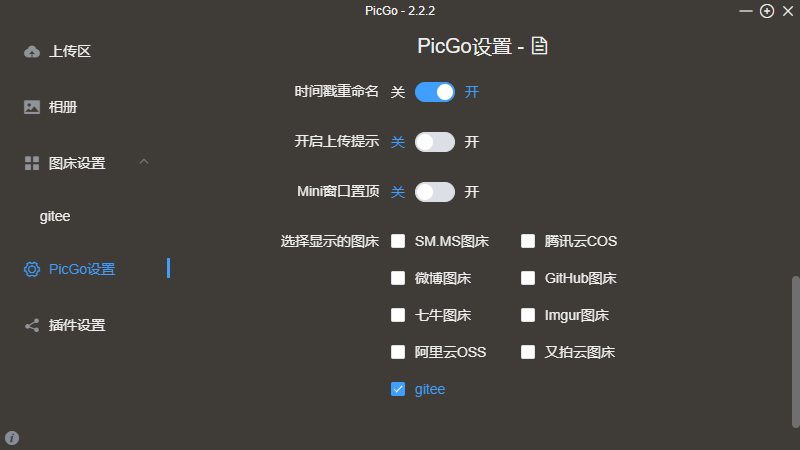 PicGo - 2.2.2
上传区
相册
图床设置
gitee
PicGo设置
插件设置
PicGo设置 -
时间戳重命名 关 开
开启上传提示 关 开
Mini窗口置顶 关 开
选择显示的图床 SM.MS图床 腾讯云COS
微博图床 GitHub图床
七牛图床 Imgur图床
阿里云OSS 又拍云图床
gitee